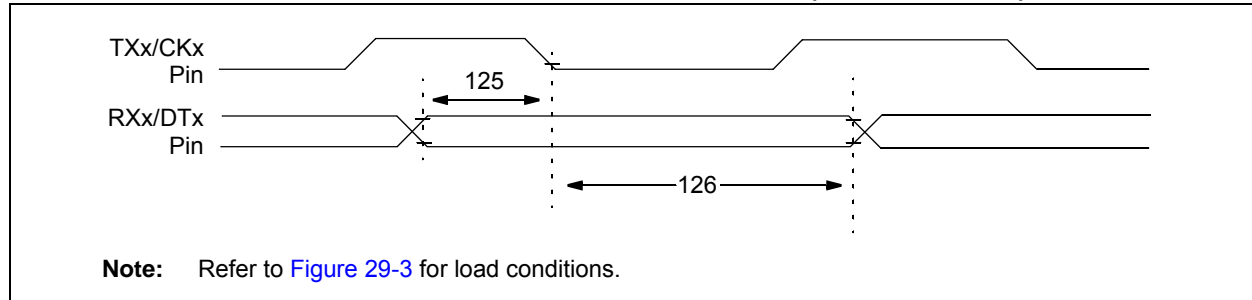 TXx/CKx
Pin
125
RXx/DTx
Pin
126
Note: Refer to Figure 29-3 for load conditions.